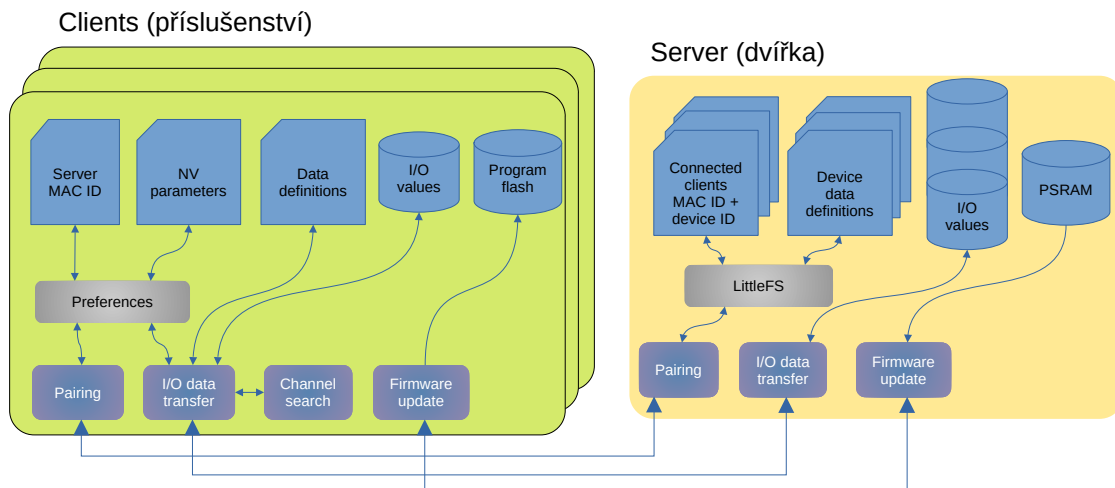 Clients (příslušenství)
Server
MAC ID
NV
parameters
Data
definitions
I/O
values
Program
flash
Preferences
Pairing
I/O data
transfer
Channel
search
Firmware
update
Server (dvířka)
Connected
clients
MAC ID +
device ID
Device
data
definitions
I/O
values
PSRAM
LittleFS
Pairing
I/O data
transfer
Firmware
update